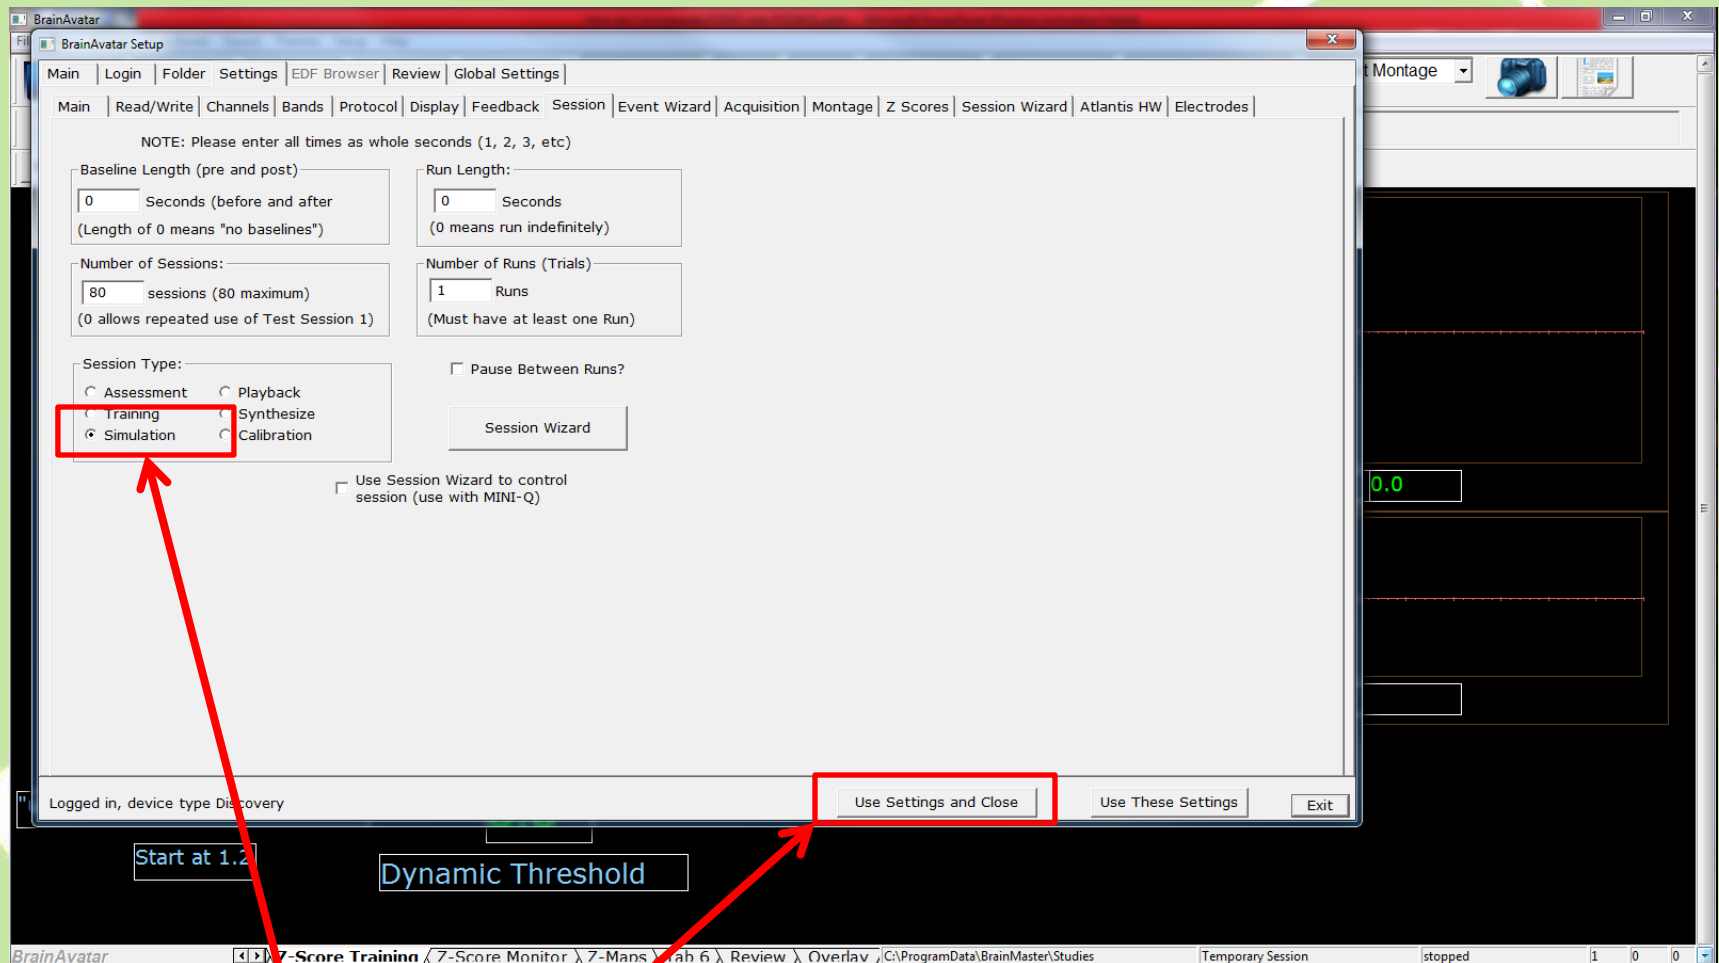 BrainAvatar
BrainAvatar Setup
Main Login Folder Settings EDF Browser Review Global Settings
t Montage
Main Read/Write Channels Bands Protocol Display Feedback Session Event Wizard Acquisition Montage Z Scores Session Wizard Atlantis HW Electrodes
NOTE: Please enter all times as whole seconds (1, 2, 3, etc)
Baseline Length (pre and post)
0 Seconds (before and after
(Length of 0 means "no baselines")
Run Length:
0 Seconds
(0 means run indefinitely)
Number of Sessions:
80 sessions (80 maximum)
(0 allows repeated use of Test Session 1)
Number of Runs (Trials)
1 Runs
(Must have at least one Run)
Session Type:
Assessment Playback
Training Synthesize
Simulation Calibration
Pause Between Runs?
Session Wizard
Use Session Wizard to control
session (use with MINI-Q)
0.0
Logged in, device type Discovery
Use Settings and Close Use These Settings Exit
Start at 1.2
Dynamic Threshold
BrainAvatar Z-Score Training Z-Score Monitor Z-Maps Tab 6 Review Overlay C:\ProgramData\BrainMaster\Studies Temporary Session stopped 1 0 0